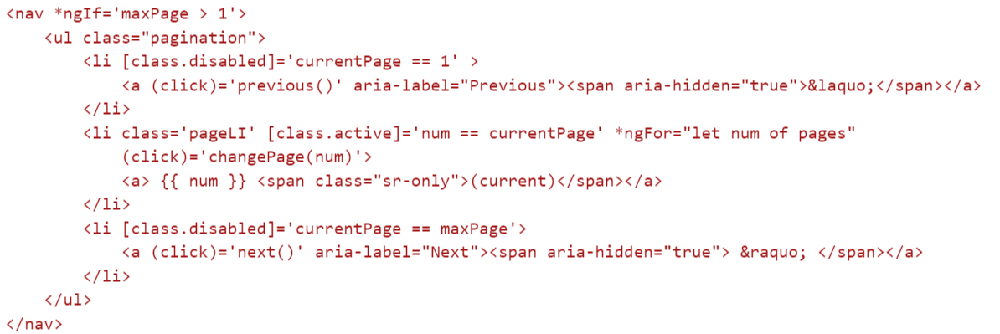 <nav *ngIf='maxPage > 1'>
    <ul class="pagination">
        <li [class.disabled]='currentPage == 1' >
            <a (click)='previous()' aria-label="Previous"><span aria-hidden="true">&laquo;</span></a>
        </li>
        <li class='pageLI' [class.active]='num == currentPage' *ngFor="let num of pages"
            (click)='changePage(num)'>
            <a> {{ num }} <span class="sr-only">(current)</span></a>
        </li>
        <li [class.disabled]='currentPage == maxPage'>
            <a (click)='next()' aria-label="Next"><span aria-hidden="true"> &raquo; </span></a>
        </li>
    </ul>
</nav>